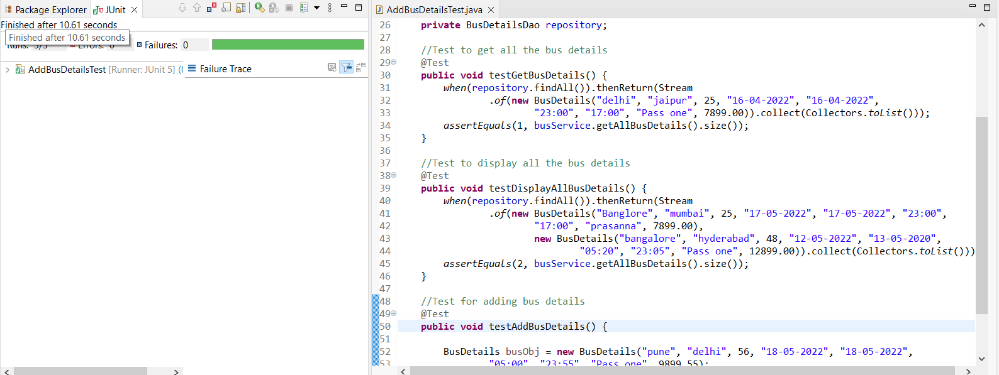 Package Explorer JUnit
Finished after 10.61 seconds
Finished after 10.61 seconds
Runs: Errors: 0 Failures: 0
AddBusDetailsTest [Runner: JUnit 5] Failure Trace
AddBusDetailsTest.java
26 private BusDetailsDao repository;
27
28 //Test to get all the bus details
29 @Test
30 public void testGetBusDetails() {
31 when(repository.findAll()).thenReturn(Stream
32 .of(new BusDetails("delhi", "jaipur", 25, "16-04-2022", "16-04-2022",
33 "23:00", "17:00", "Pass one", 7899.00)).collect(Collectors.toList()));
34 assertEquals(1, busService.getAllBusDetails().size());
35 }
36
37 //Test to display all the bus details
38 @Test
39 public void testDisplayAllBusDetails() {
40 when(repository.findAll()).thenReturn(Stream
41 .of(new BusDetails("Banglore", "mumbai", 25, "17-05-2022", "17-05-2022", "23:00",
42 "17:00", "prasanna", 7899.00),
43 new BusDetails("bangalore", "hyderabad", 48, "12-05-2022", "13-05-2020",
44 "05:20", "23:05", "Pass one", 12899.00)).collect(Collectors.toList()))
45 assertEquals(2, busService.getAllBusDetails().size());
46 }
47
48 //Test for adding bus details
49 @Test
50 public void testAddBusDetails() {
51
52 BusDetails busObj = new BusDetails("pune", "delhi", 56, "18-05-2022", "18-05-2022",
53 "05:00", "23:55", "Pass one", 9899.55);